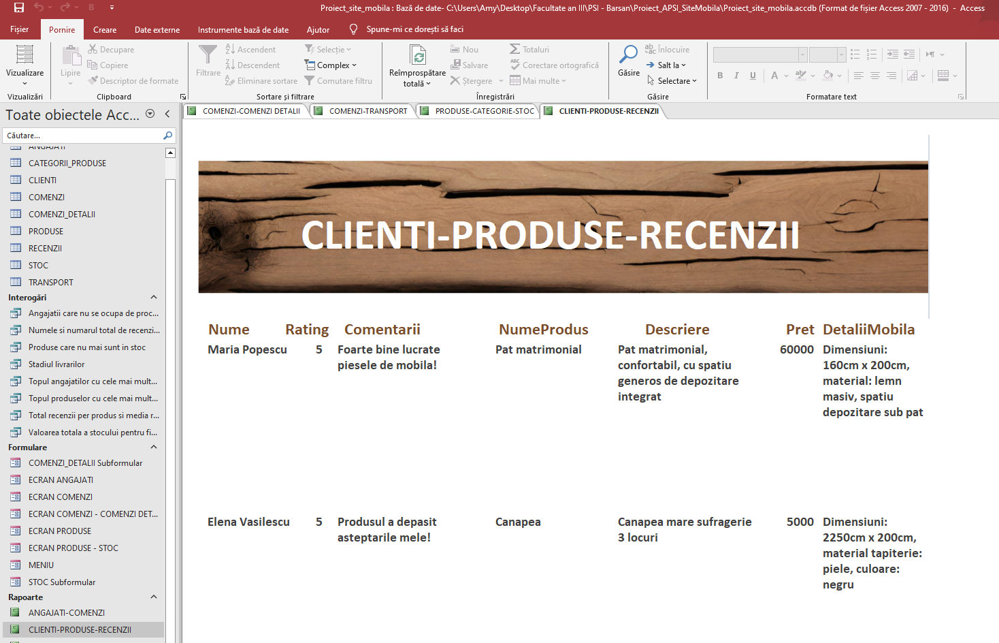 Proiect_site_mobila : Bază de date- C:\Users\Amy\Desktop\Facultate an III\PSI - Barsan\Proiect_APSI_SiteMobila\Proiect_site_mobila.accdb (Format de fișier Access 2007 - 2016) - Access
Fișier Pornire Creare Date externe Instrumente bază de date Ajutor Spune-mi ce dorești să faci
Vizualizare
Vizualizări
Lipire
Decupare
Copiere
Descriptor de formate
Clipboard
Filtrare
Ascendent
Descendent
Eliminare sortare
Selecție
Complex
Comutare filtru
Sortare și filtrare
Reîmprospătare
totală
Nou
Salvare
Ștergere
Totaluri
Corectare ortografică
Mai multe
Înregistrări
Găsire
Înlocuire
Salt la
Selectare
Găsire
B I U A
Formatare text
Toate obiectele Acc...
Căutare...
ANGAJATI
CATEGORII_PRODUSE
CLIENTI
COMENZI
COMENZI_DETALII
PRODUSE
RECENZII
STOC
TRANSPORT
Interogări
Angajatii care nu se ocupa de proc...
Numele si numarul total de recenzi...
Produse care nu mai sunt in stoc
Stadiul livrarilor
Topul angajatilor cu cele mai mult...
Topul produselor cu cele mai mult...
Total recenzii per produs si media r...
Valoarea totala a stocului pentru fi...
Formulare
COMENZI_DETALII Subformular
ECRAN ANGAJATI
ECRAN COMENZI
ECRAN COMENZI - COMENZI DET...
ECRAN PRODUSE
ECRAN PRODUSE - STOC
MENIU
STOC Subformular
Rapoarte
ANGAJATI-COMENZI
CLIENTI-PRODUSE-RECENZII
COMENZI-COMENZI DETALII COMENZI-TRANSPORT PRODUSE-CATEGORIE-STOC CLIENTI-PRODUSE-RECENZII
CLIENTI-PRODUSE-RECENZII
Nume Rating Comentarii NumeProdus Descriere Pret DetaliiMobila
Maria Popescu 5 Foarte bine lucrate Pat matrimonial Pat matrimonial, 60000 Dimensiuni:
piesele de mobila! confortabil, cu spatiu 160cm x 200cm,
generos de depozitare material: lemn
integrat masiv, spatiu
depozitare sub pat
Elena Vasilescu 5 Produsul a depasit Canapea Canapea mare sufragerie 5000 Dimensiuni:
asteptarile mele! 3 locuri 2250cm x 200cm,
material tapiterie:
piele, culoare:
negru